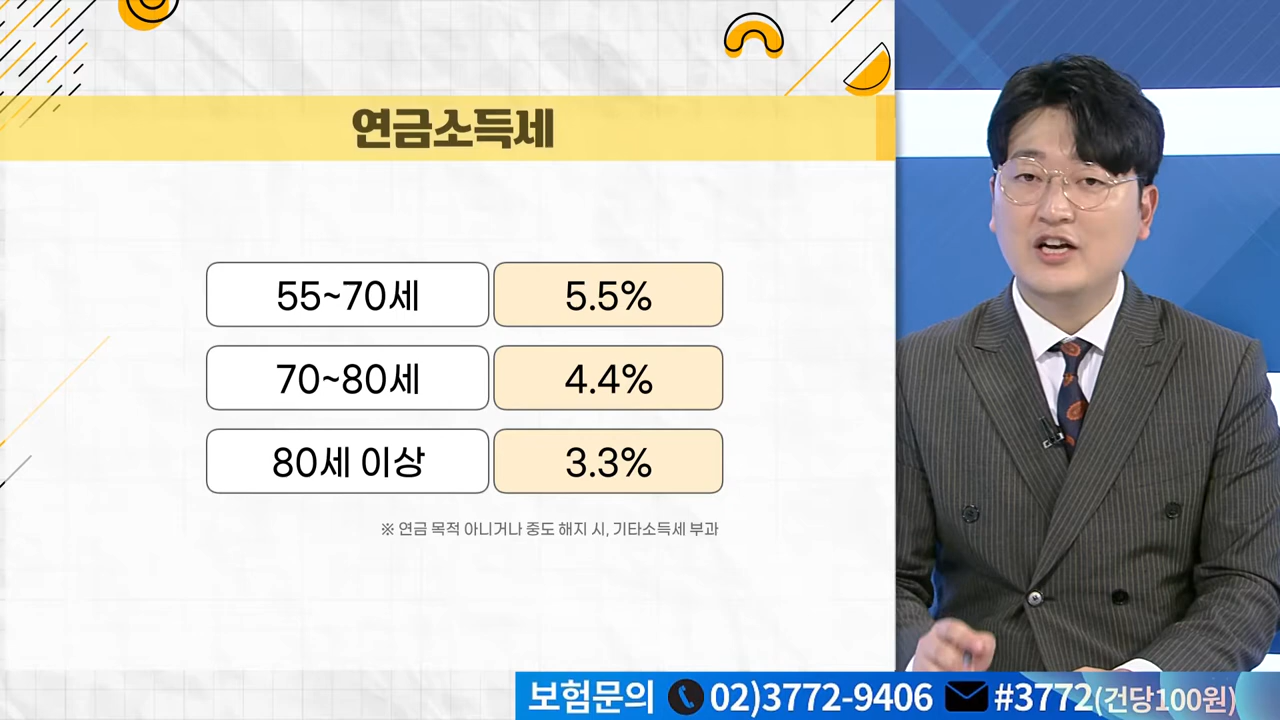 연금소득세
55~70세 5.5%
70~80세 4.4%
80세 이상 3.3%
※ 연금 목적 아니거나 중도 해지 시, 기타소득세 부과
보험문의 02)3772-9406 #3772(건당100원)